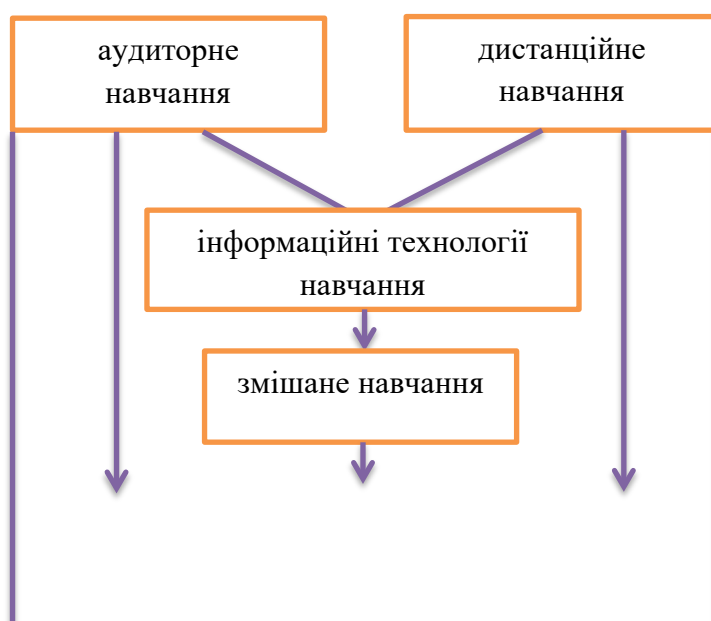 аудиторне
навчання
дистанційне
навчання
інформаційні технології
навчання
змішане навчання